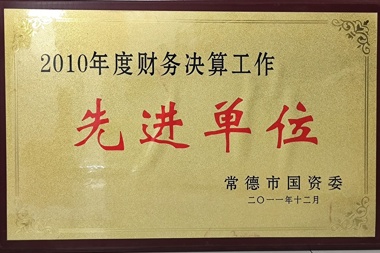 2010年度财务决算工作
先进单位
常德市国资委
二〇一一年十二月